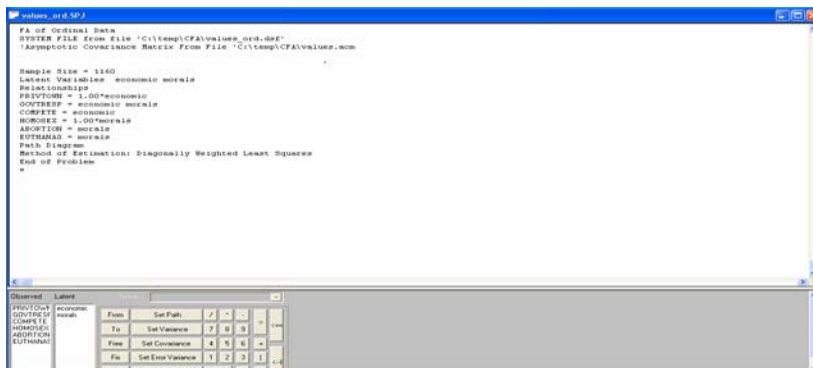 values_ord.SPJ
FA of Ordinal Data
SYSTEM FILE from file 'C:\temp\CFA\values_ord.dsf'
!Asymptotic Covariance Matrix From File 'C:\temp\CFA\values.acm
Sample Size = 1160
Latent Variables economic morals
Relationships
PRIVTOWN = 1.00*economic
GOVTRESP = economic morals
COMPETE = economic
HOMOSEX = 1.00*morals
ABORTION = morals
EUTHANAS = morals
Path Diagram
Method of Estimation: Diagonally Weighted Least Squares
End of Problem
Observed Latent
PRIVTOWN economic
GOVTRESP morals
COMPETE
HOMOSEX
ABORTION
EUTHANAS
From Set Path / * -
To Set Variance 7 8 9 + <==
Free Set Covariance 4 5 6 =
Fix Set Error Variance 1 2 3